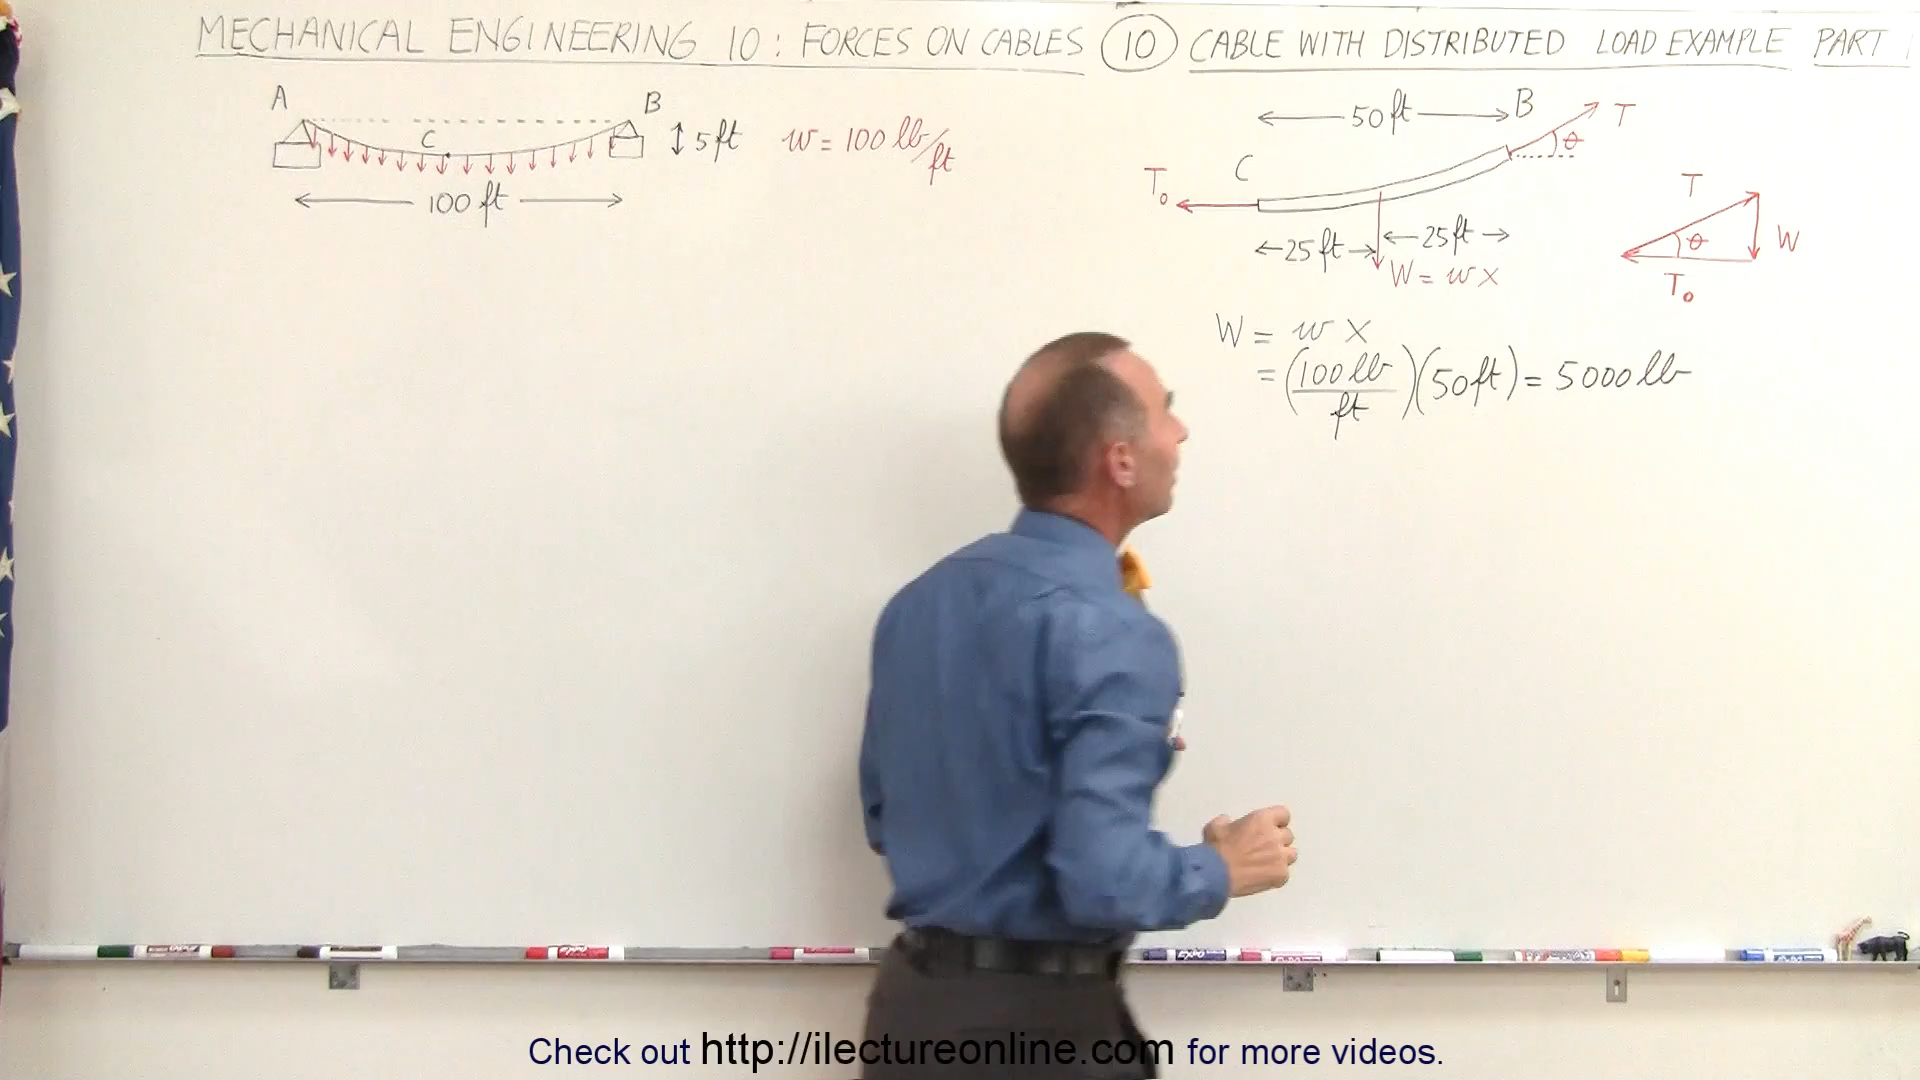 MECHANICAL ENGINEERING 10: FORCES ON CABLES 10 CABLE WITH DISTRIBUTED LOAD EXAMPLE PART
A
B
C
5 ft
w = 100 lb/ft
100 ft
50 ft
B
T
θ
C
T₀
25 ft
25 ft
W = w x
T
θ
W
T₀
W = w x
= (100 lb/ft)(50 ft) = 5000 lb
EXPO
Check out http://ilectureonline.com for more videos.